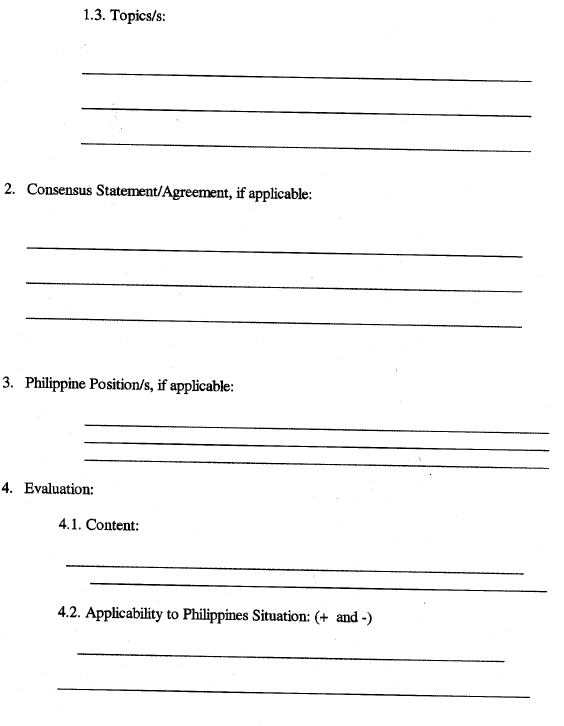 1.3. Topics/s:
2. Consensus Statement/Agreement, if applicable:
3. Philippine Position/s, if applicable:
4. Evaluation:
4.1. Content:
4.2. Applicability to Philippines Situation: (+ and -)